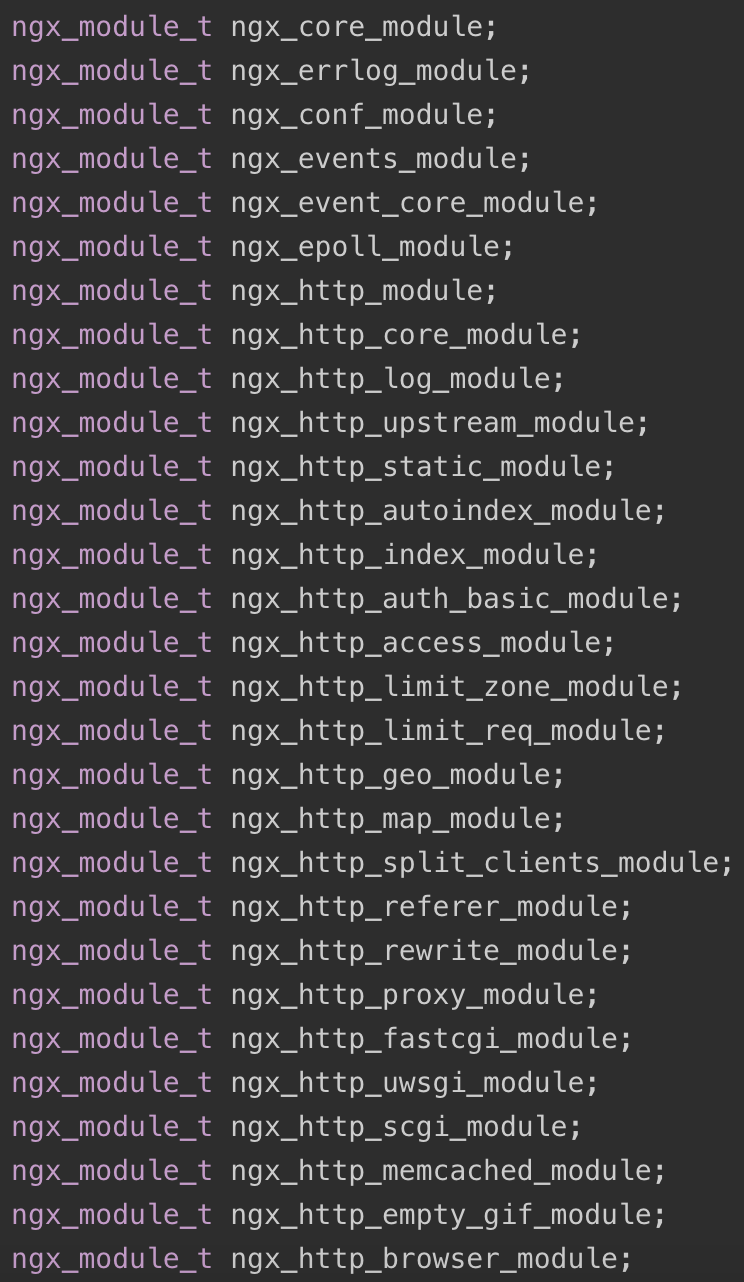 ngx_module_t ngx_core_module;
ngx_module_t ngx_errlog_module;
ngx_module_t ngx_conf_module;
ngx_module_t ngx_events_module;
ngx_module_t ngx_event_core_module;
ngx_module_t ngx_epoll_module;
ngx_module_t ngx_http_module;
ngx_module_t ngx_http_core_module;
ngx_module_t ngx_http_log_module;
ngx_module_t ngx_http_upstream_module;
ngx_module_t ngx_http_static_module;
ngx_module_t ngx_http_autoindex_module;
ngx_module_t ngx_http_index_module;
ngx_module_t ngx_http_auth_basic_module;
ngx_module_t ngx_http_access_module;
ngx_module_t ngx_http_limit_zone_module;
ngx_module_t ngx_http_limit_req_module;
ngx_module_t ngx_http_geo_module;
ngx_module_t ngx_http_map_module;
ngx_module_t ngx_http_split_clients_module;
ngx_module_t ngx_http_referer_module;
ngx_module_t ngx_http_rewrite_module;
ngx_module_t ngx_http_proxy_module;
ngx_module_t ngx_http_fastcgi_module;
ngx_module_t ngx_http_uwsgi_module;
ngx_module_t ngx_http_scgi_module;
ngx_module_t ngx_http_memcached_module;
ngx_module_t ngx_http_empty_gif_module;
ngx_module_t ngx_http_browser_module;